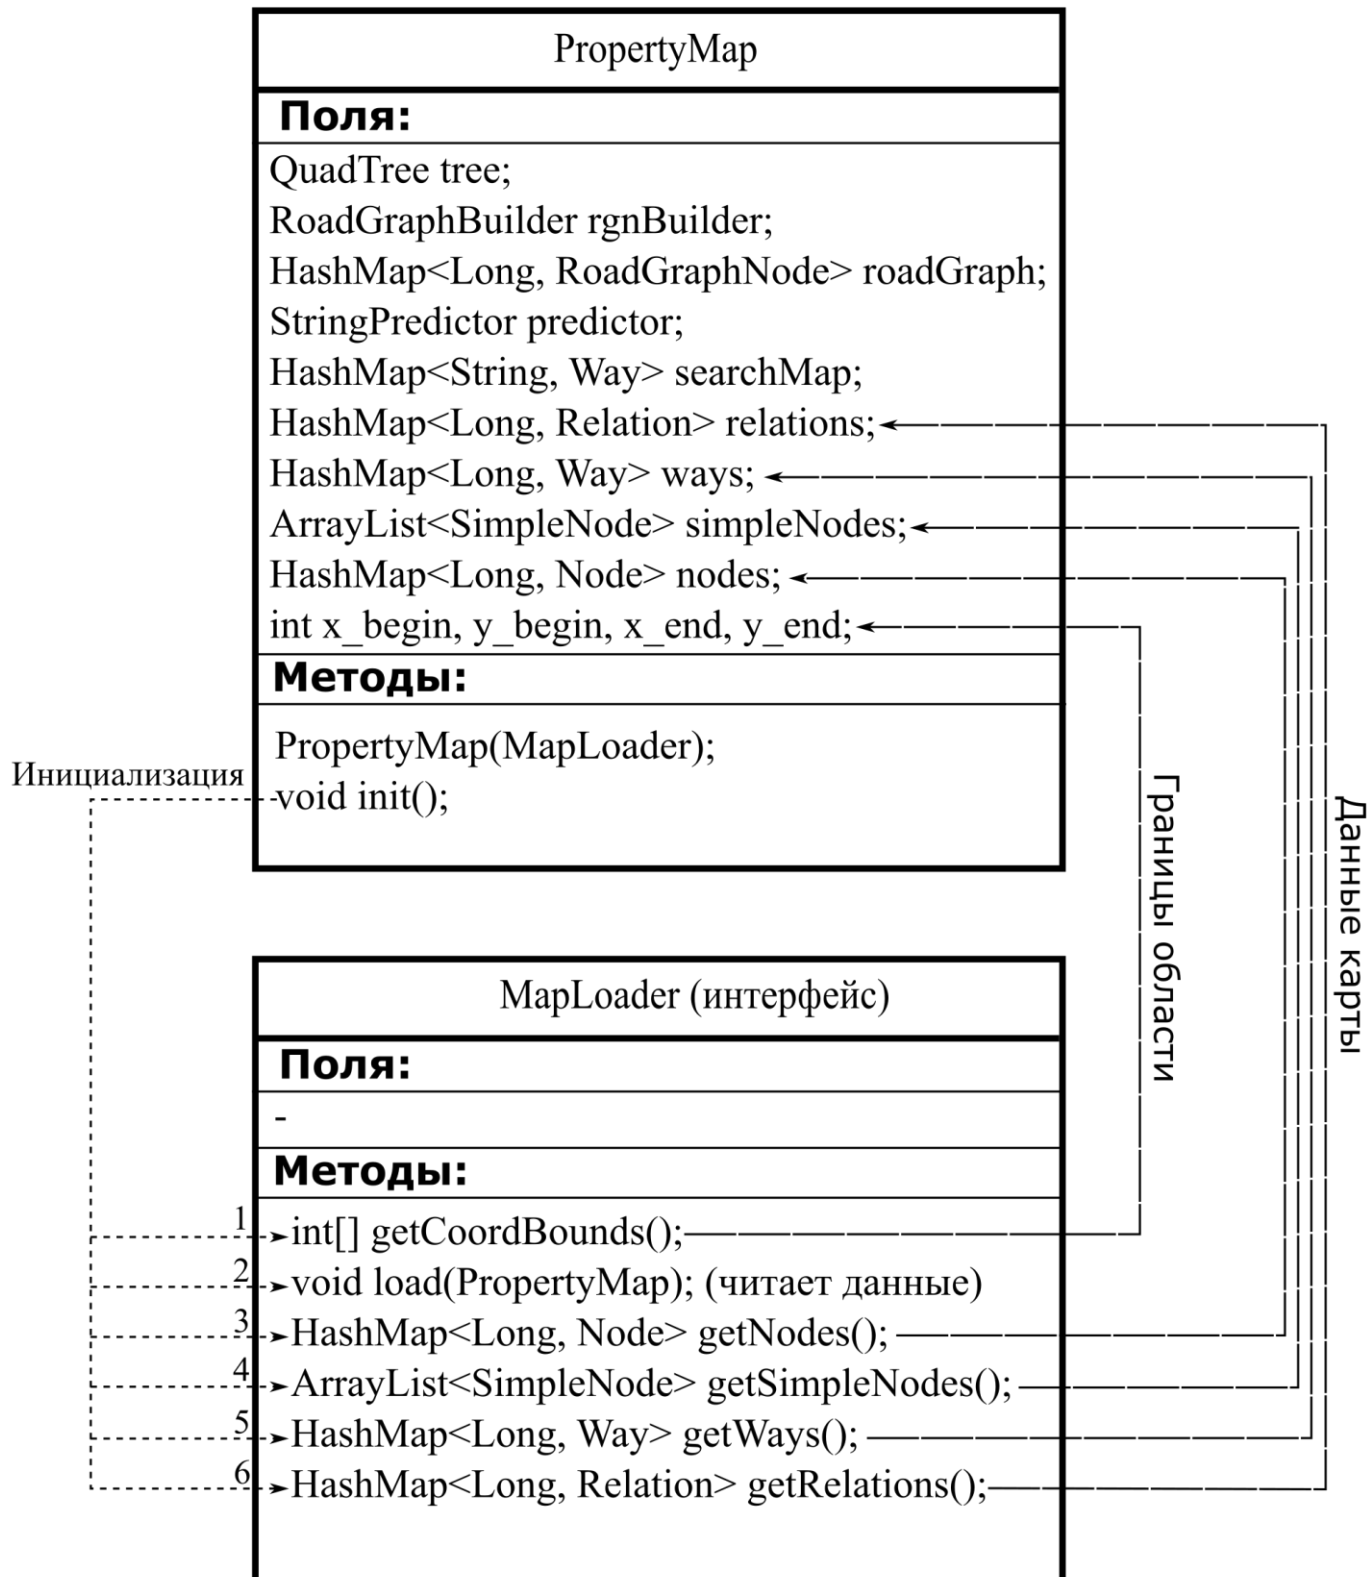 PropertyMap
Поля:
QuadTree tree;
RoadGraphBuilder rgnBuilder;
HashMap<Long, RoadGraphNode> roadGraph;
StringPredictor predictor;
HashMap<String, Way> searchMap;
HashMap<Long, Relation> relations;
HashMap<Long, Way> ways;
ArrayList<SimpleNode> simpleNodes;
HashMap<Long, Node> nodes;
int x_begin, y_begin, x_end, y_end;
Методы:
PropertyMap(MapLoader);
Инициализация
void init();
Границы области
Данные карты
MapLoader (интерфейс)
Поля:
-
Методы:
1 int[] getCoordBounds();
2 void load(PropertyMap); (читает данные)
3 HashMap<Long, Node> getNodes();
4 ArrayList<SimpleNode> getSimpleNodes();
5 HashMap<Long, Way> getWays();
6 HashMap<Long, Relation> getRelations();